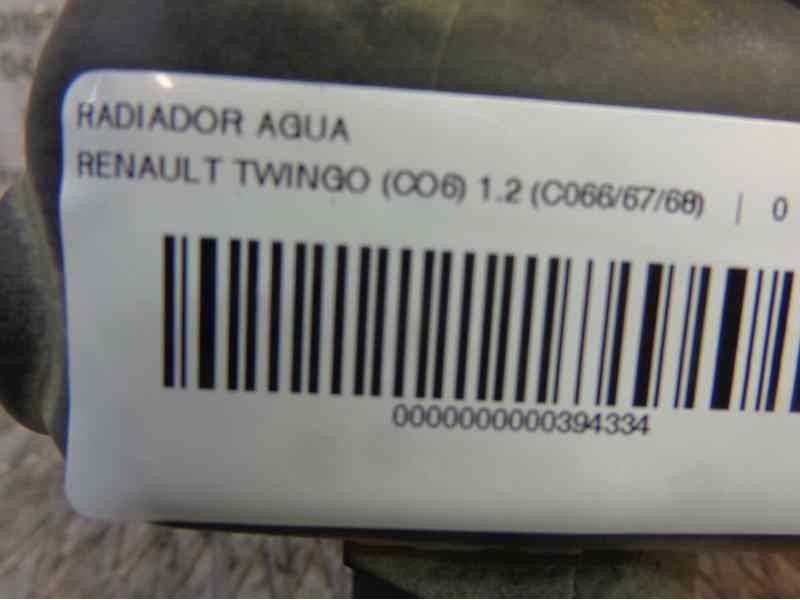 RADIADOR AGUA
RENAULT TWINGO (CO6) 1.2 (C066/67/68) | 0
0000000000394334